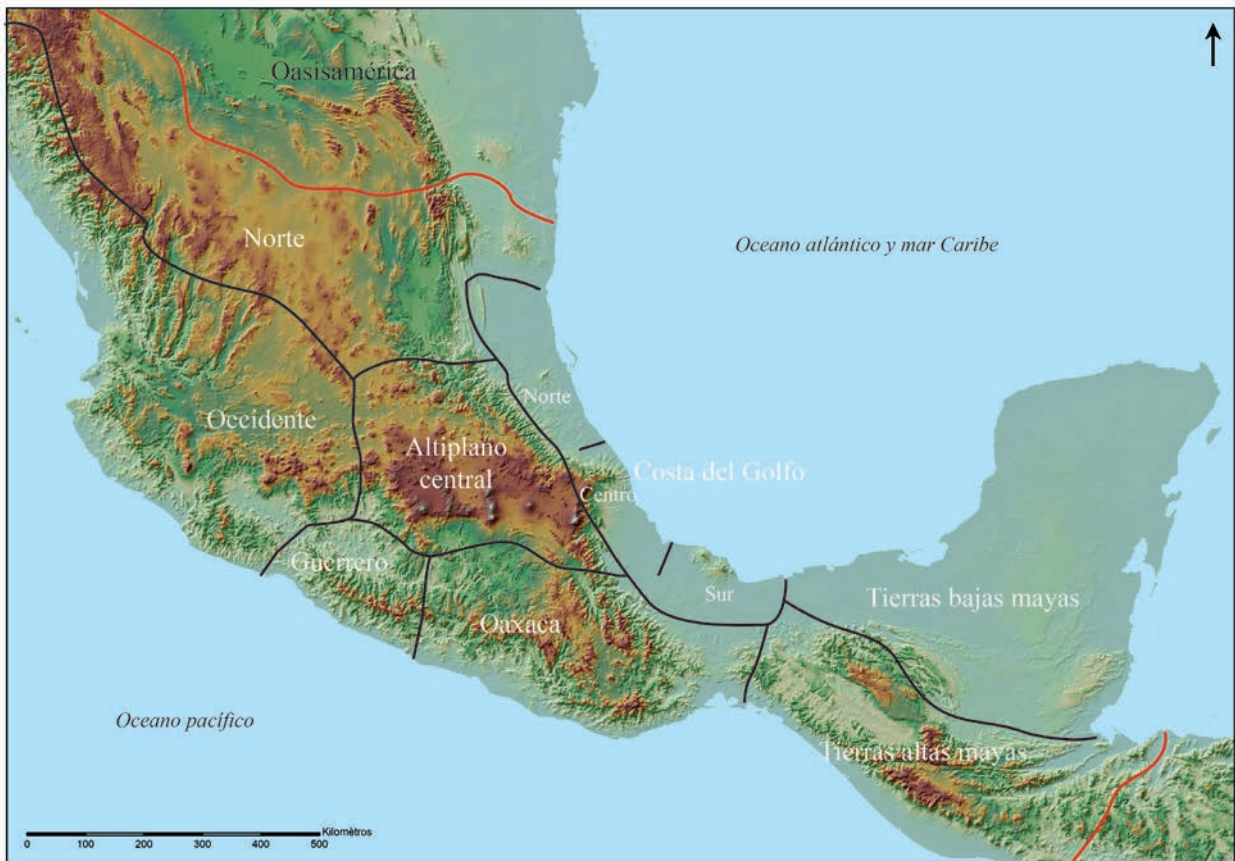 Oasisamérica
Norte
Oceano atlántico y mar Caribe
Norte
Occidente
Altiplano
central
Costa del Golfo
Centro
Guerrero
Sur
Tierras bajas mayas
Oaxaca
Oceano pacífico
Tierras altas mayas
Kilomètros
0 100 200 300 400 500